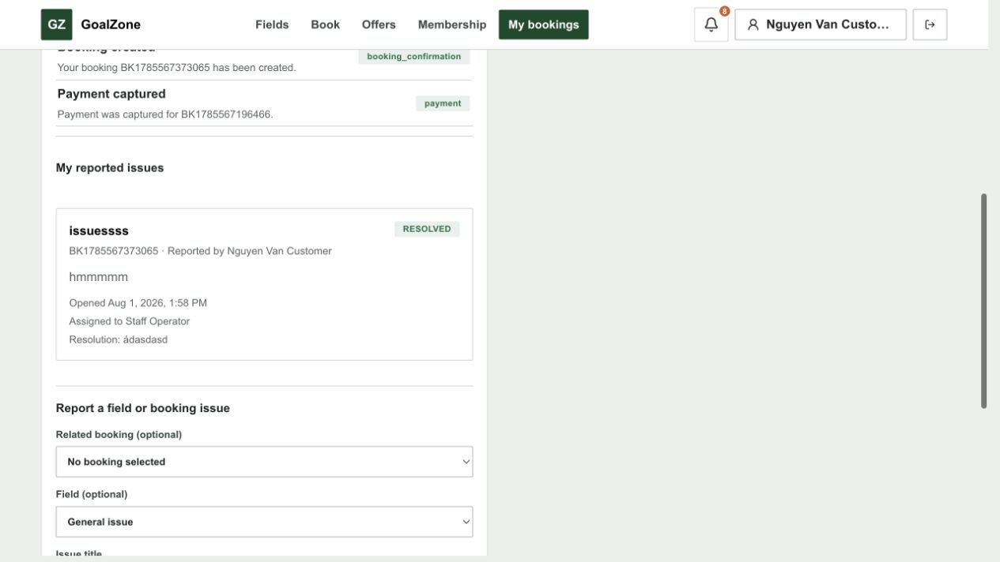 GZ GoalZone Fields Book Offers Membership My bookings 8 Nguyen Van Custo...
Booking created booking_confirmation
Your booking BK1785567373065 has been created.
Payment captured payment
Payment was captured for BK1785567196466.
My reported issues
issuessss RESOLVED
BK1785567373065 · Reported by Nguyen Van Customer
hmmmmm
Opened Aug 1, 2026, 1:58 PM
Assigned to Staff Operator
Resolution: ádasdasd
Report a field or booking issue
Related booking (optional)
No booking selected
Field (optional)
General issue
Issue title